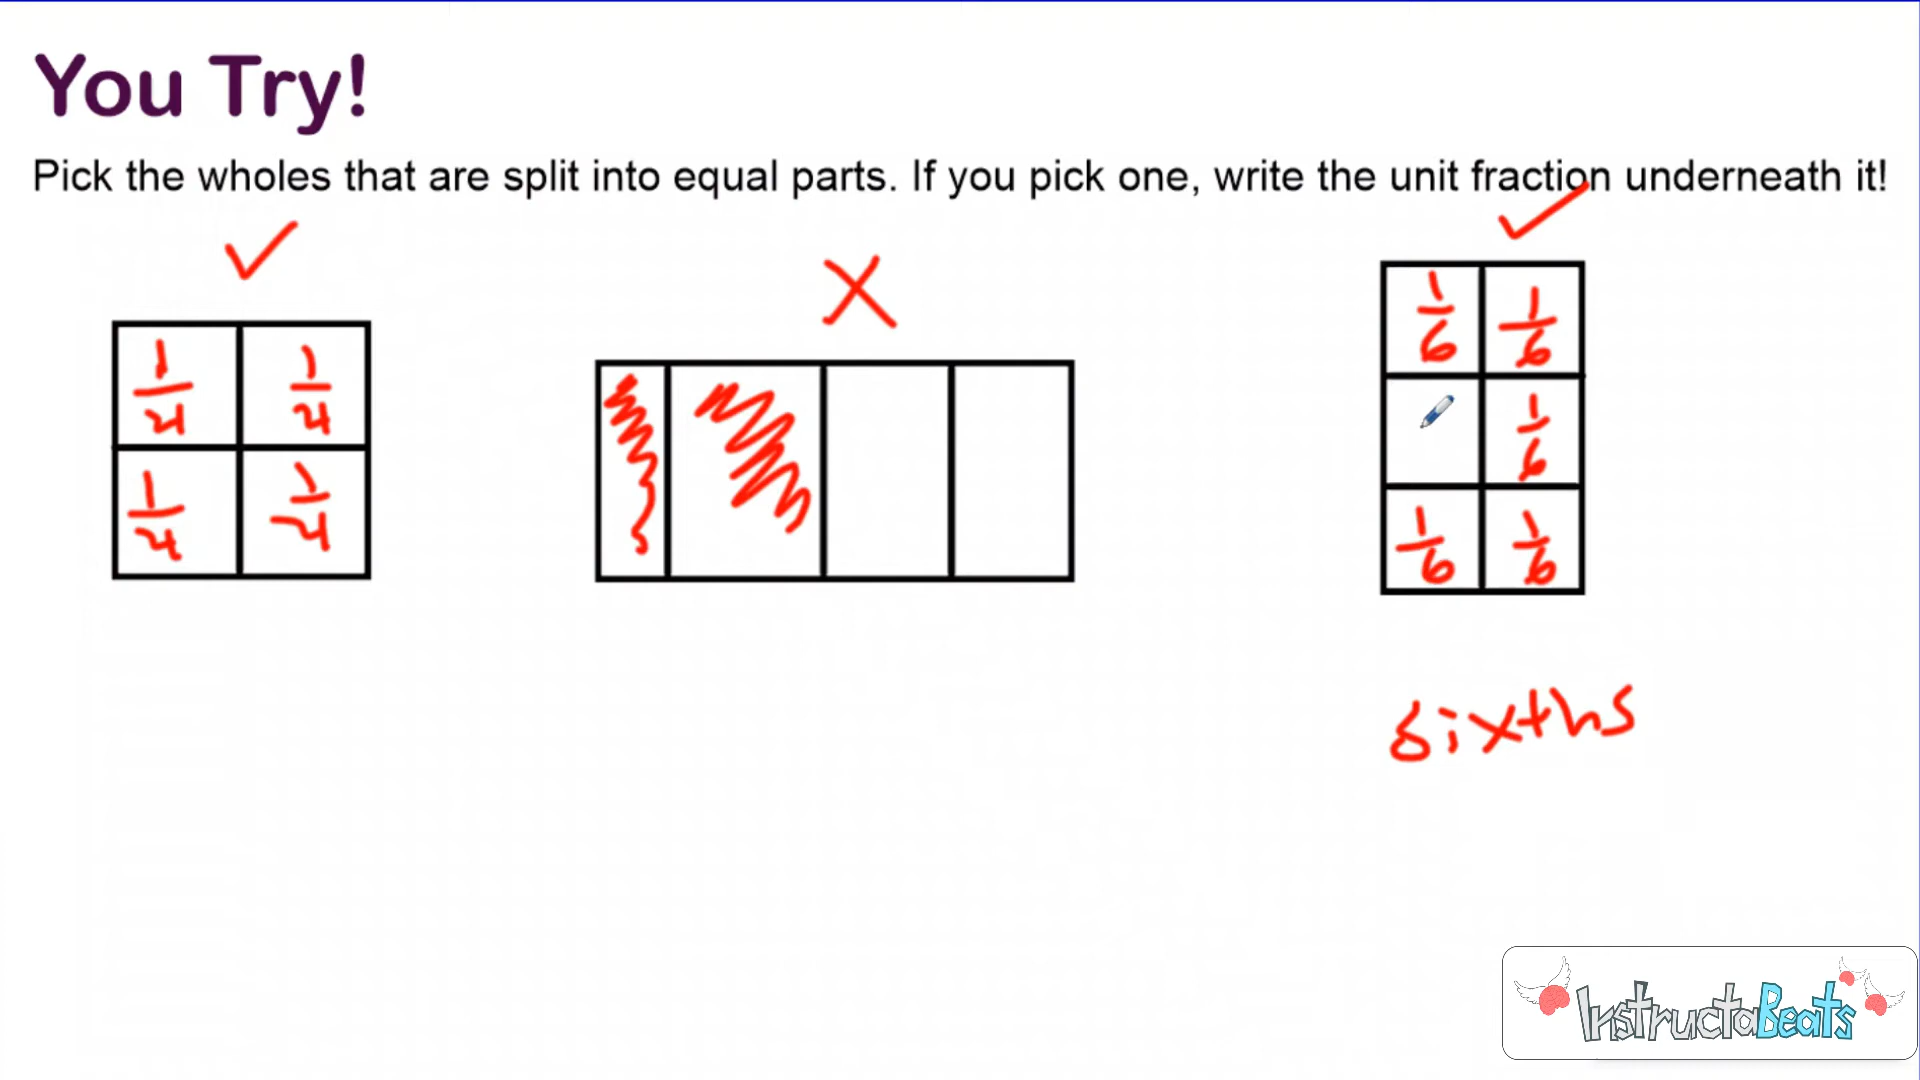 You Try!
Pick the wholes that are split into equal parts. If you pick one, write the unit fraction underneath it!
1/4 1/4
1/4 1/4
1/6 1/6
1/6
1/6 1/6
sixths
InstructaBeats